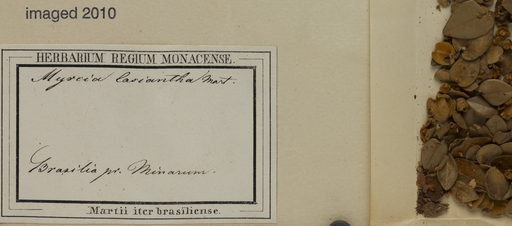 imaged 2010
HERBARIUM REGIUM MONACENSE.
Myrcia lasiantha Mart.
Brasilia pr. Minarum.
Martii iter brasiliense.